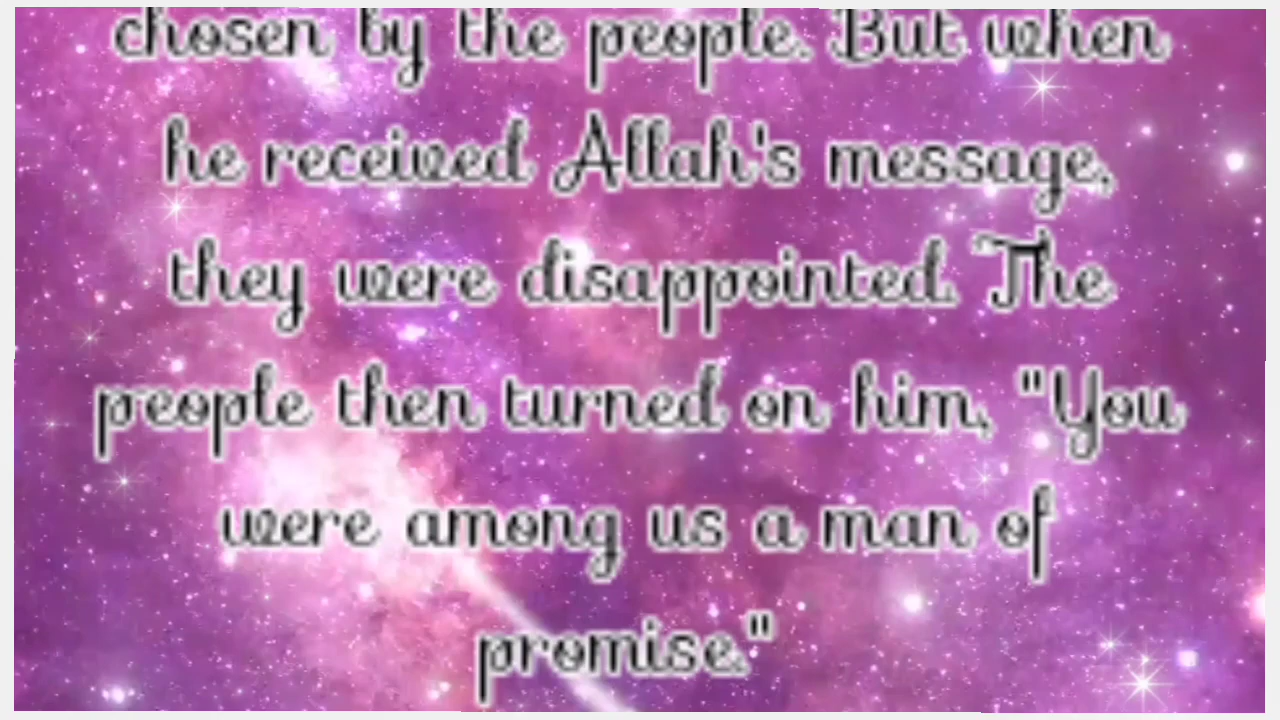 chosen by the people. But when
he received Allah's message,
they were disappointed. The
people then turned on him, "You
were among us a man of
promise."